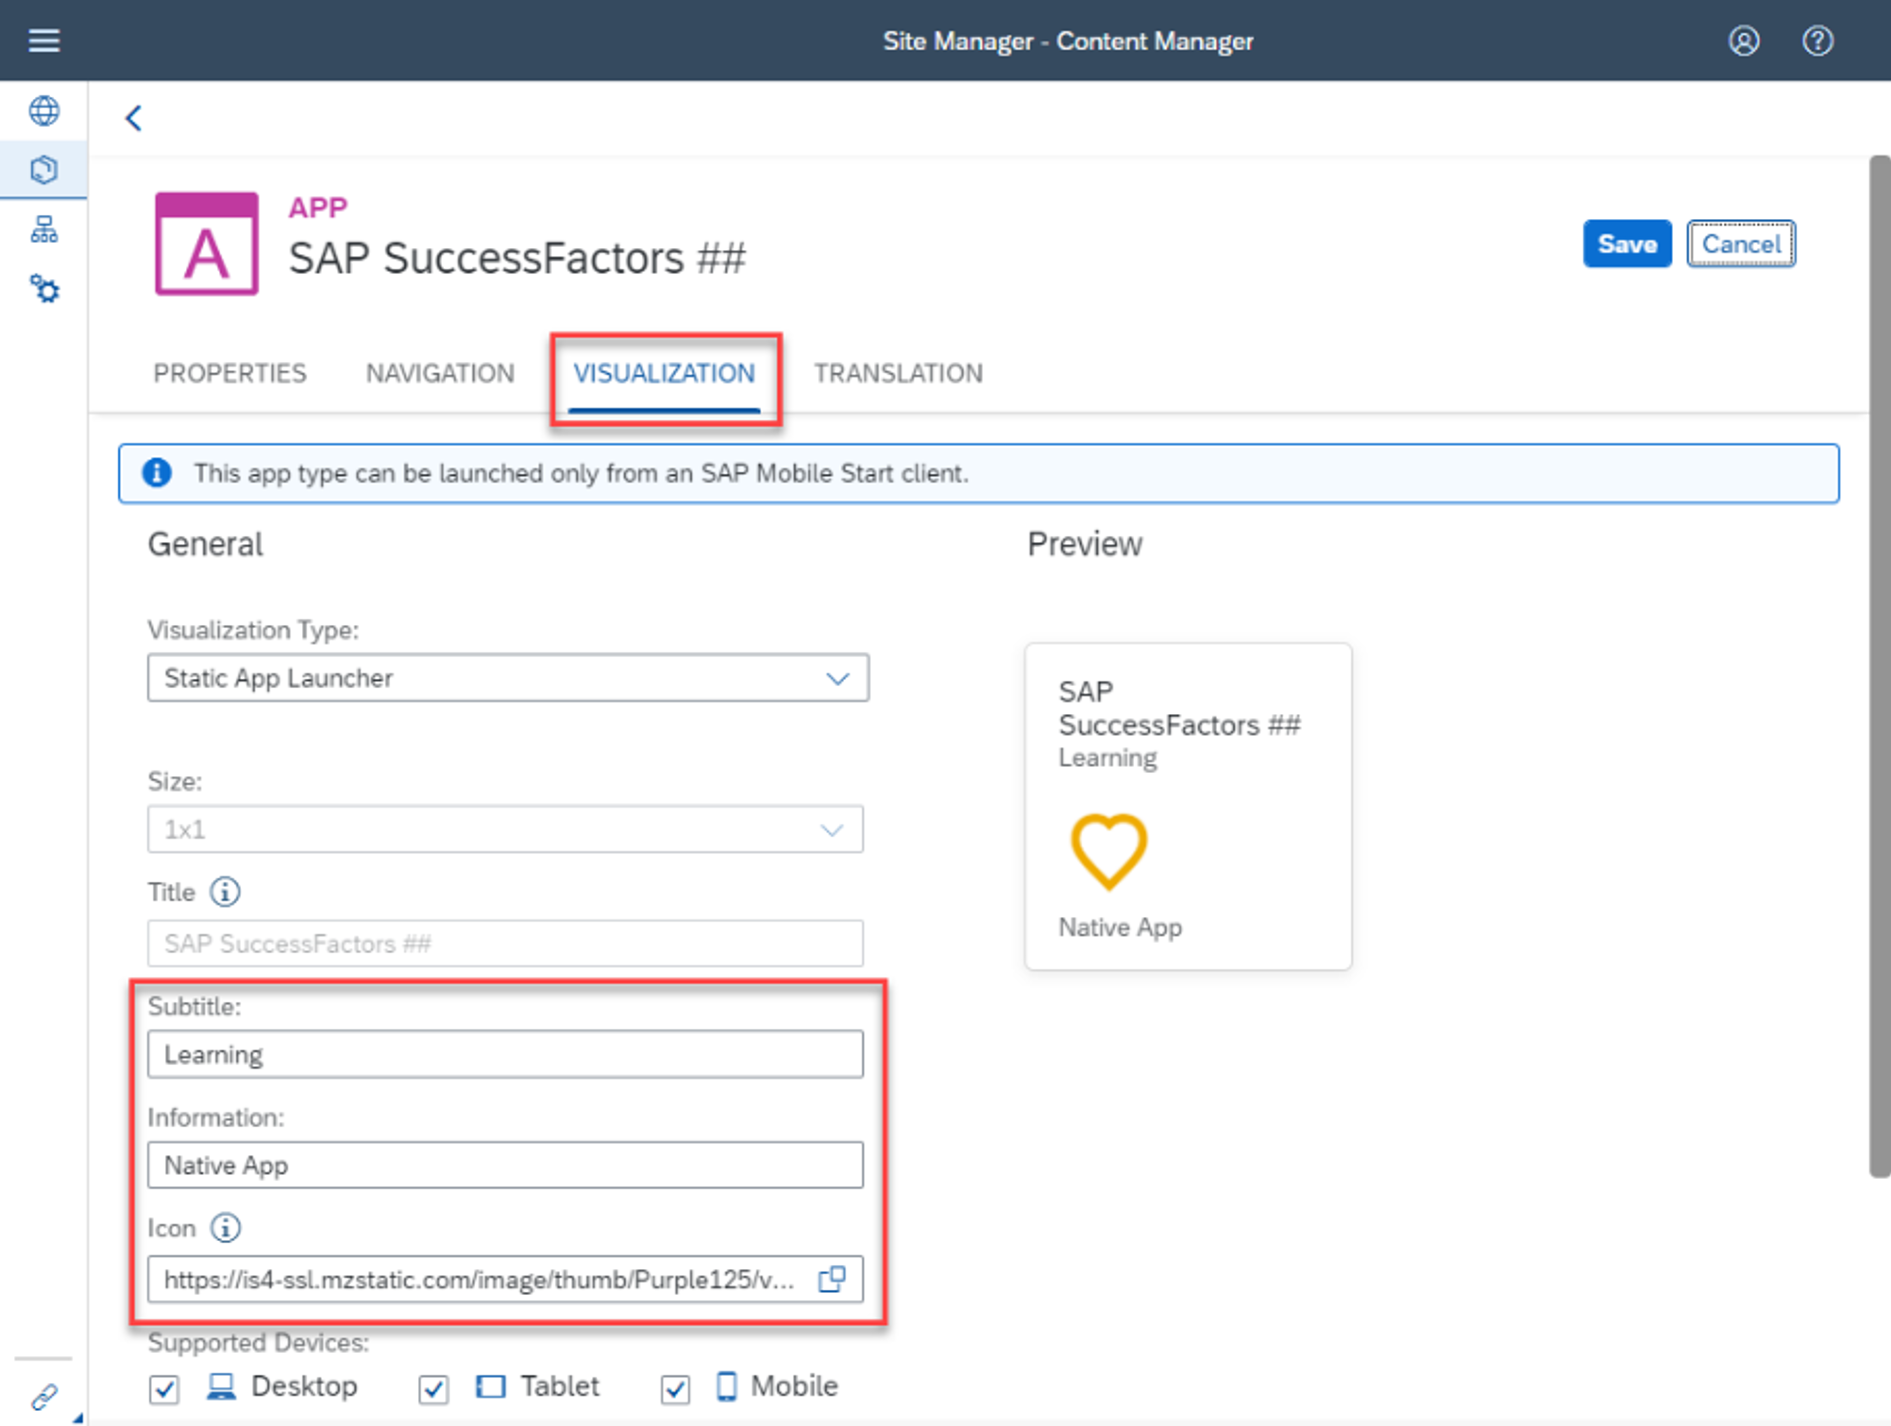 Site Manager - Content Manager
APP
A
SAP SuccessFactors ##
Save
Cancel
PROPERTIES
NAVIGATION
VISUALIZATION
TRANSLATION
This app type can be launched only from an SAP Mobile Start client.
General
Preview
Visualization Type:
Static App Launcher
Size:
1x1
Title
SAP SuccessFactors ##
Subtitle:
Learning
Information:
Native App
Icon
https://is4-ssl.mzstatic.com/image/thumb/Purple125/v...
Supported Devices:
Desktop
Tablet
Mobile
SAP
SuccessFactors ##
Learning
Native App